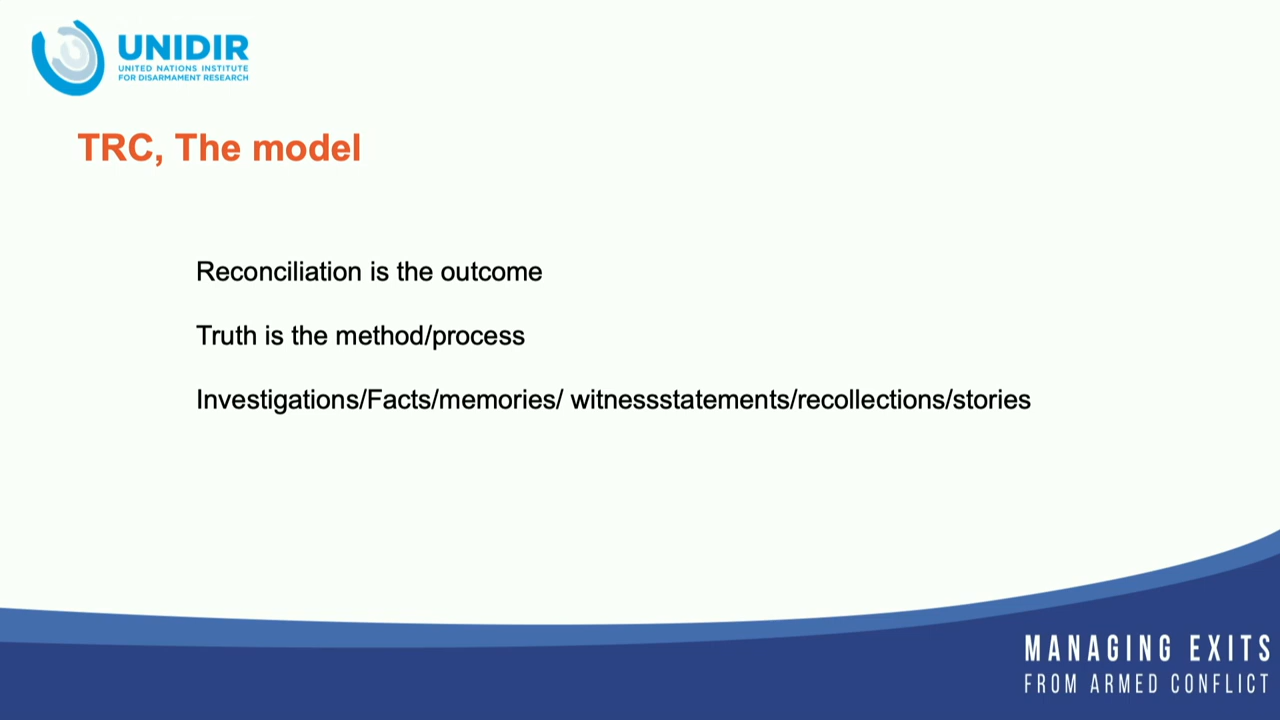 UNIDIR
UNITED NATIONS INSTITUTE
FOR DISARMAMENT RESEARCH
TRC, The model
Reconciliation is the outcome
Truth is the method/process
Investigations/Facts/memories/ witnessstatements/recollections/stories
MANAGING EXITS
FROM ARMED CONFLICT